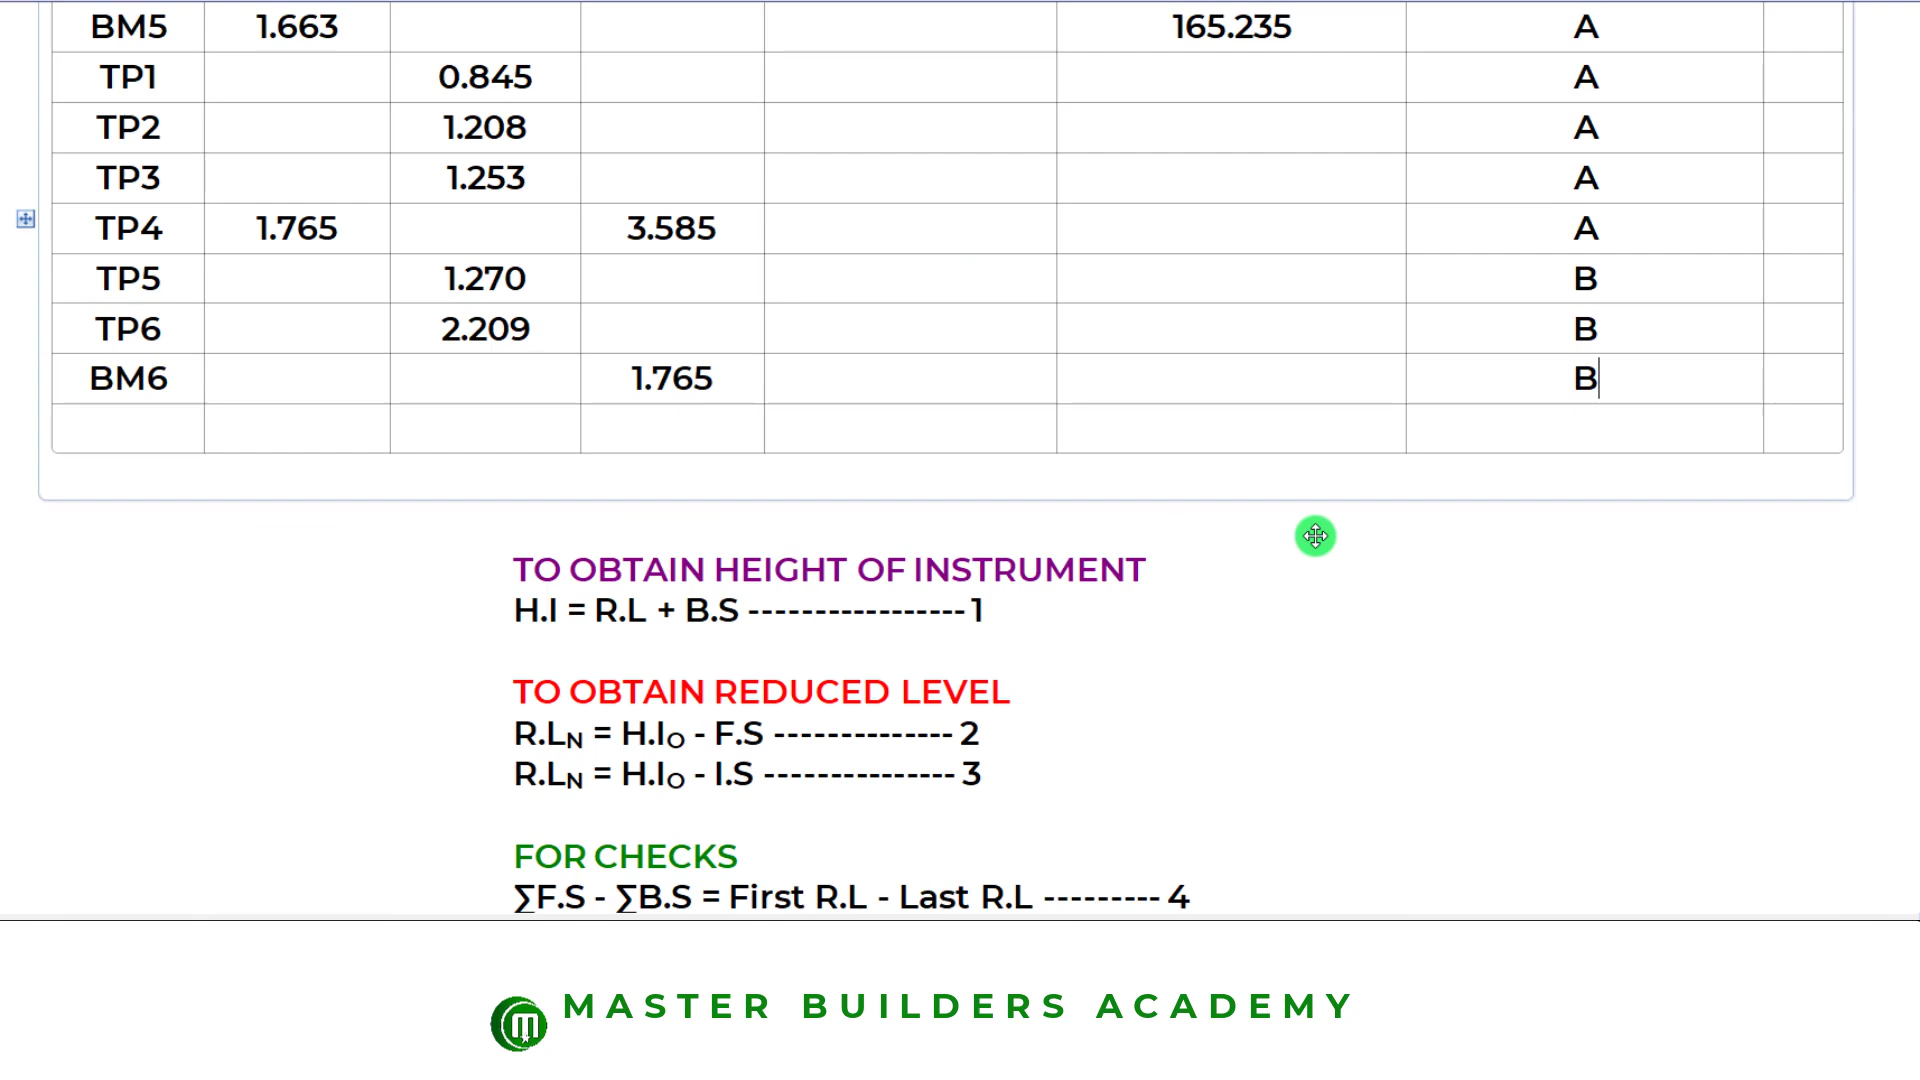 BM5 1.663 165.235 A
TP1 0.845 A
TP2 1.208 A
TP3 1.253 A
TP4 1.765 3.585 A
TP5 1.270 B
TP6 2.209 B
BM6 1.765 B
TO OBTAIN HEIGHT OF INSTRUMENT
H.I = R.L + B.S -----------------1
TO OBTAIN REDUCED LEVEL
R.LN = H.IO - F.S --------------2
R.LN = H.IO - I.S ---------------3
FOR CHECKS
∑F.S - ∑B.S = First R.L - Last R.L ---------4
MASTER BUILDERS ACADEMY